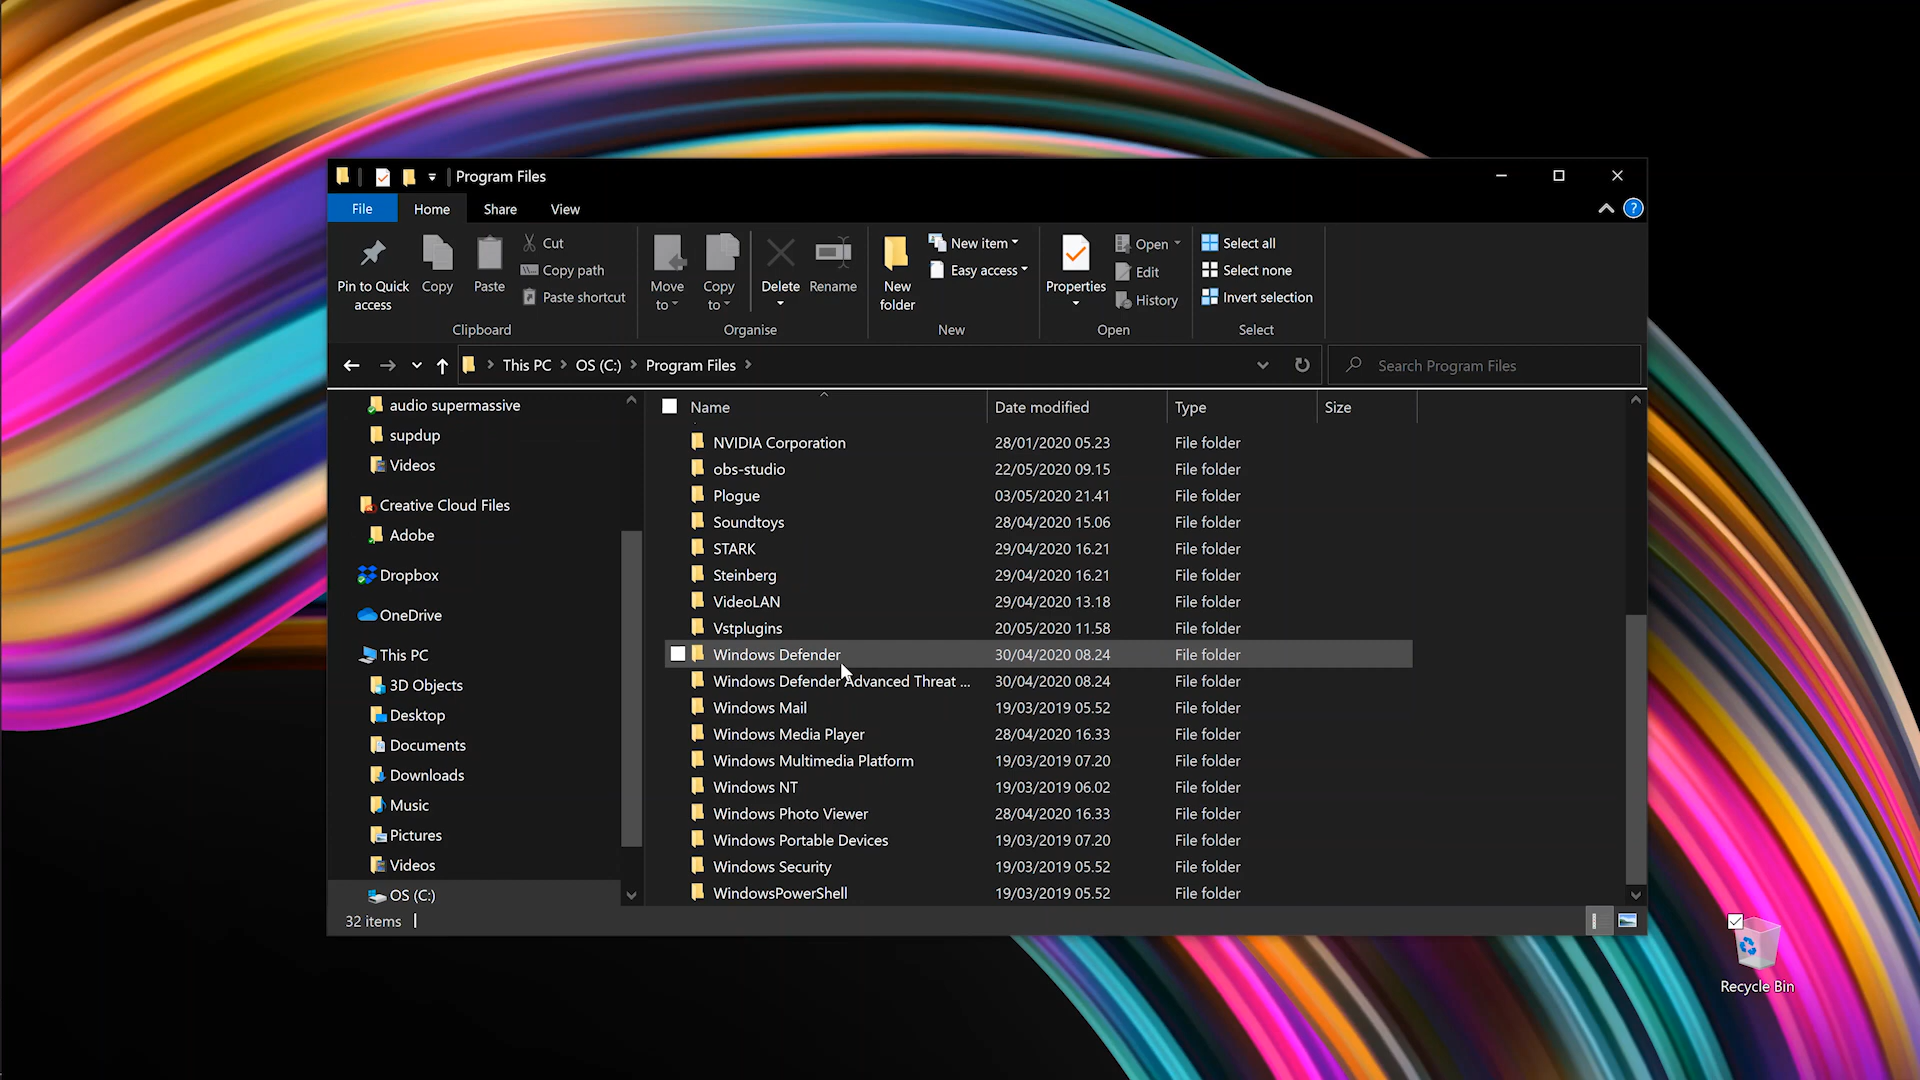 Program Files
File Home Share View
Pin to Quick access
Copy
Paste
Cut
Copy path
Paste shortcut
Clipboard
Move to
Copy to
Delete
Rename
Organise
New folder
New item
Easy access
New
Properties
Open
Edit
History
Open
Select all
Select none
Invert selection
Select
This PC OS (C:) Program Files
Search Program Files
audio supermassive
supdup
Videos
Creative Cloud Files
Adobe
Dropbox
OneDrive
This PC
3D Objects
Desktop
Documents
Downloads
Music
Pictures
Videos
OS (C:)
Name Date modified Type Size
NVIDIA Corporation 28/01/2020 05.23 File folder
obs-studio 22/05/2020 09.15 File folder
Plogue 03/05/2020 21.41 File folder
Soundtoys 28/04/2020 15.06 File folder
STARK 29/04/2020 16.21 File folder
Steinberg 29/04/2020 16.21 File folder
VideoLAN 29/04/2020 13.18 File folder
Vstplugins 20/05/2020 11.58 File folder
Windows Defender 30/04/2020 08.24 File folder
Windows Defender Advanced Threat ... 30/04/2020 08.24 File folder
Windows Mail 19/03/2019 05.52 File folder
Windows Media Player 28/04/2020 16.33 File folder
Windows Multimedia Platform 19/03/2019 07.20 File folder
Windows NT 19/03/2019 06.02 File folder
Windows Photo Viewer 28/04/2020 16.33 File folder
Windows Portable Devices 19/03/2019 07.20 File folder
Windows Security 19/03/2019 05.52 File folder
WindowsPowerShell 19/03/2019 05.52 File folder
32 items
Recycle Bin